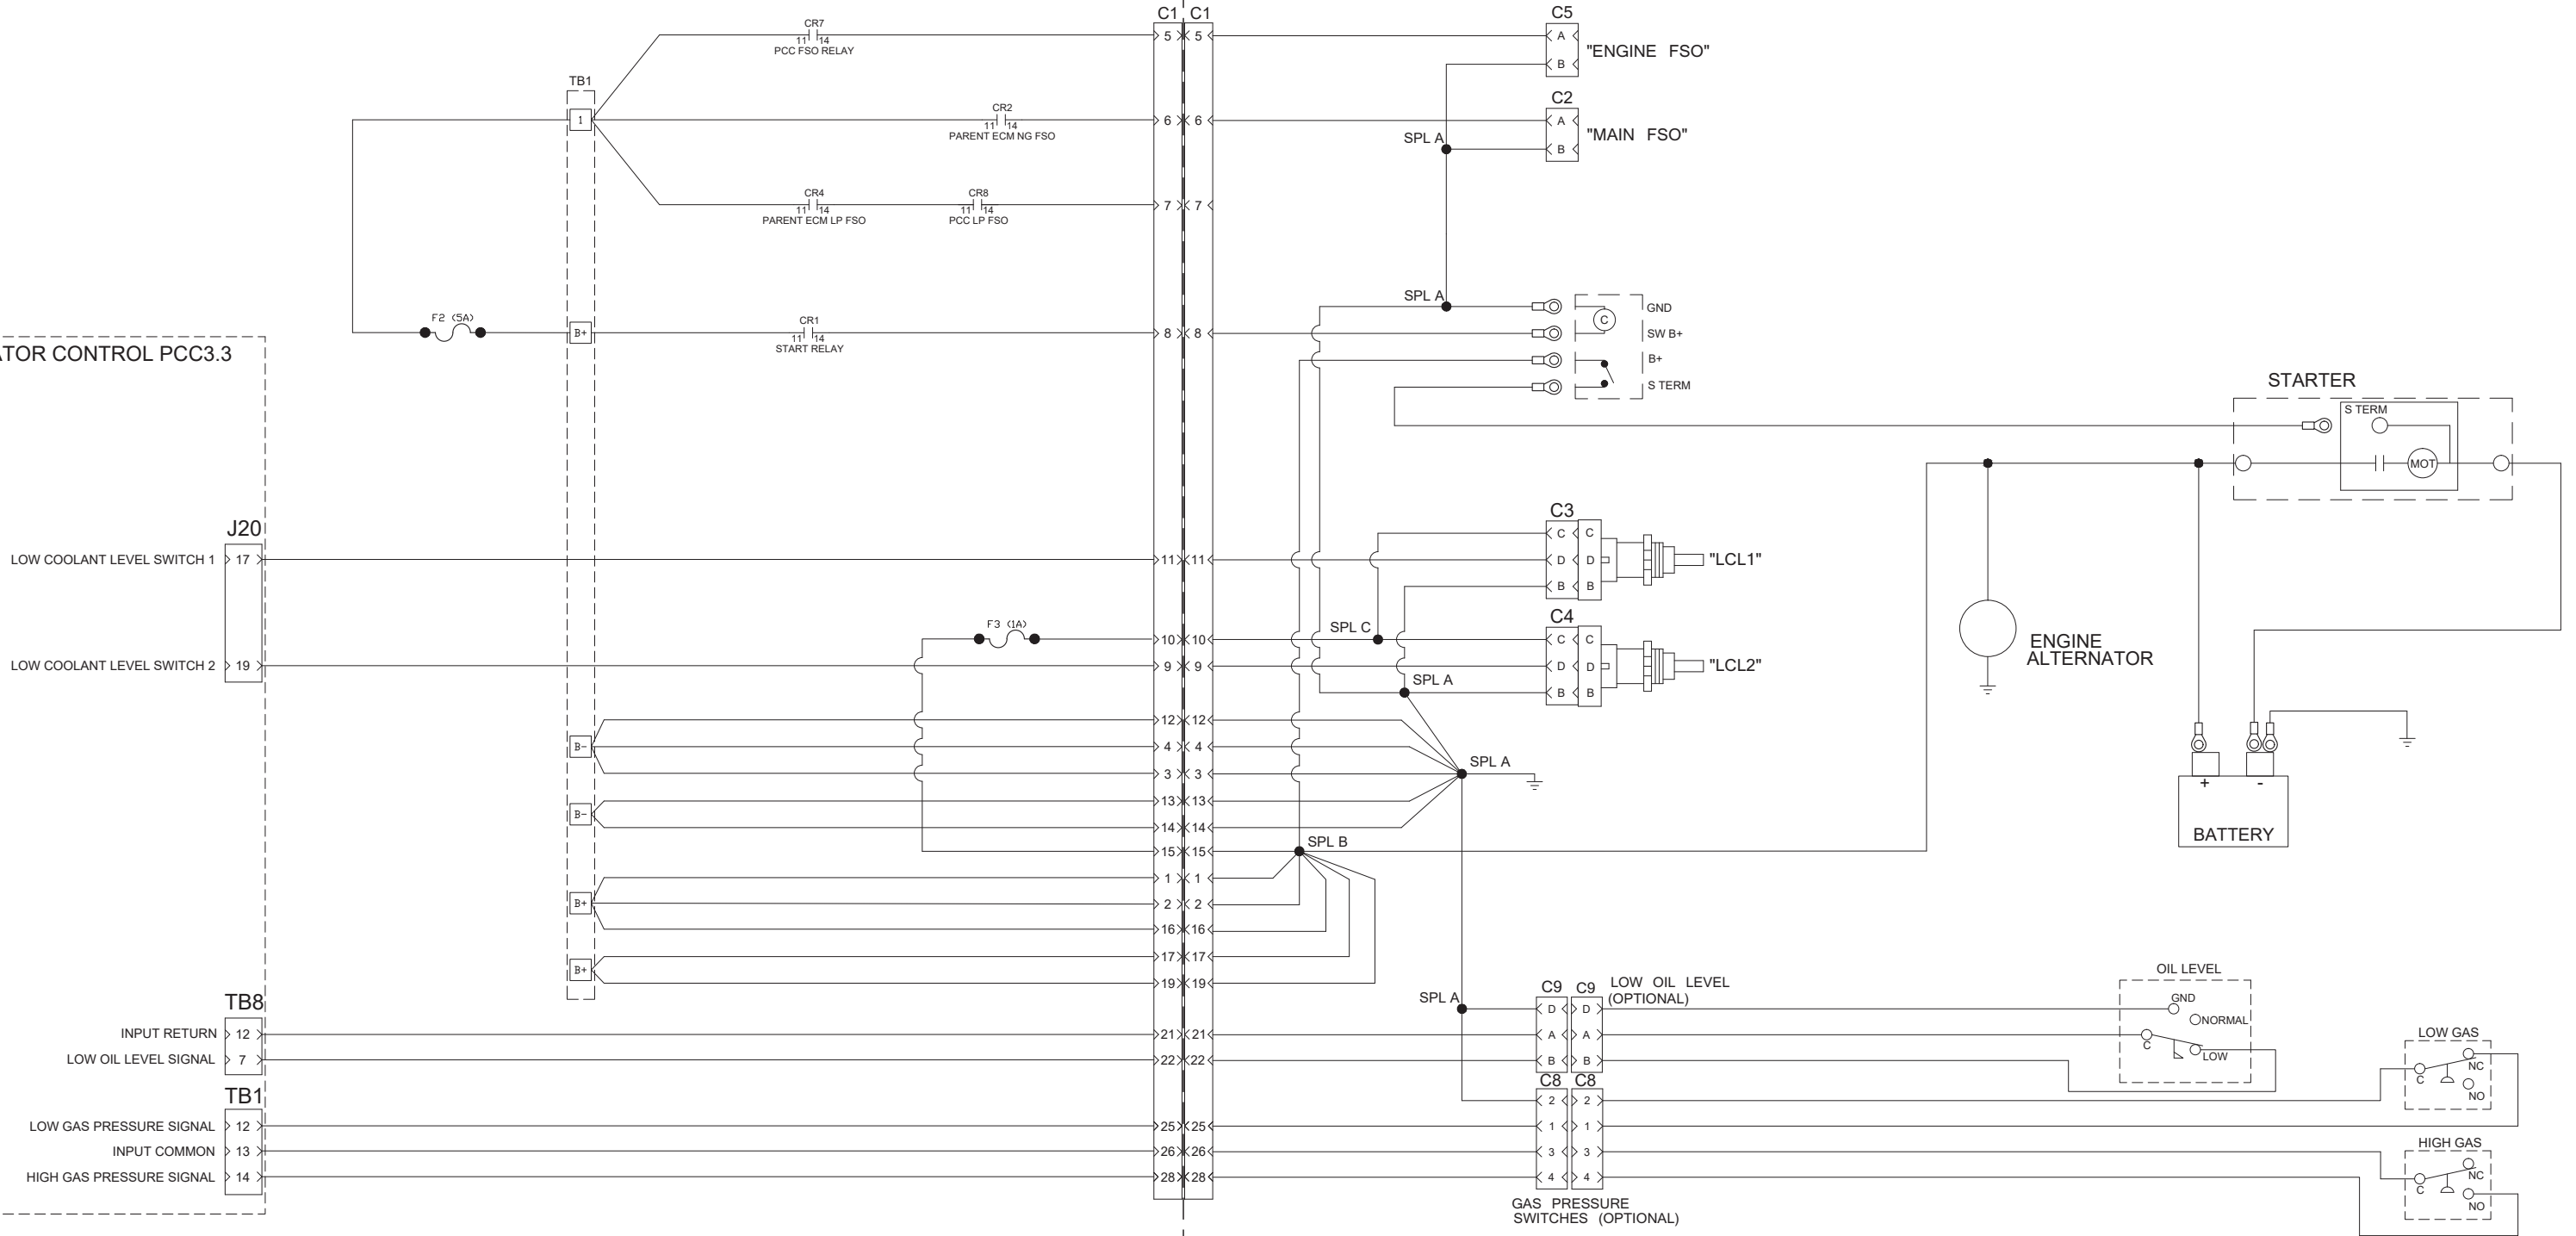 C1 C1
C5
CR7
11 14
PCC FSO RELAY
5 5
A
"ENGINE FSO"
B
TB1
C2
CR2
1
11 14
PARENT ECM NG FSO
6 6
A
"MAIN FSO"
SPL A
B
CR4
11 14
PARENT ECM LP FSO
CR8
11 14
PCC LP FSO
7 7
SPL A
GND
C
F2 (5A)
B+
CR1
11 14
START RELAY
8 8
SW B+
B+
S TERM
ATOR CONTROL PCC3.3
STARTER
S TERM
MOT
J20
C3
C C
LOW COOLANT LEVEL SWITCH 1
17
11 11
D D
"LCL1"
B B
C4
F3 (1A)
10 10
SPL C
C C
LOW COOLANT LEVEL SWITCH 2
19
9 9
D D
"LCL2"
SPL A
B B
ENGINE
ALTERNATOR
12 12
B-
4 4
3 3
SPL A
13 13
B-
14 14
15 15
SPL B
+ -
BATTERY
1 1
B+
2 2
16 16
17 17
B+
19 19
TB8
SPL A
C9 C9
LOW OIL LEVEL
(OPTIONAL)
D D
OIL LEVEL
GND
NORMAL
INPUT RETURN
12
21 21
A A
C
LOW
LOW OIL LEVEL SIGNAL
7
22 22
B B
LOW GAS
C
NC
NO
TB1
C8 C8
2 2
LOW GAS PRESSURE SIGNAL
12
25 25
1 1
INPUT COMMON
13
26 26
3 3
HIGH GAS
C
NC
NO
HIGH GAS PRESSURE SIGNAL
14
28 28
4 4
GAS PRESSURE
SWITCHES (OPTIONAL)